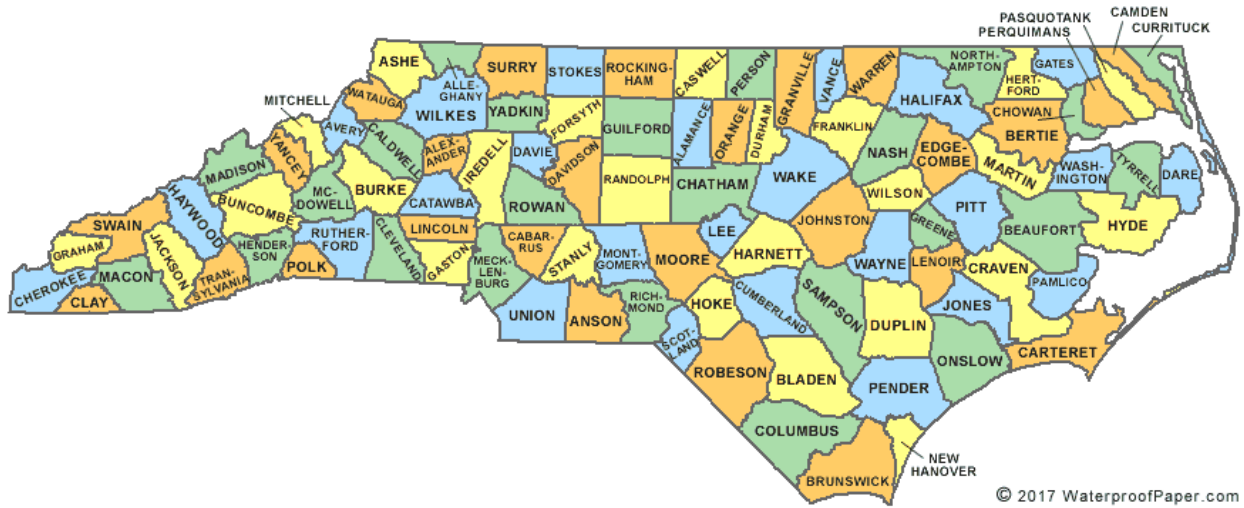 CAMDEN
PASQUOTANK
PERQUIMANS
CURRITUCK
ASHE
ALLE-
GHANY
SURRY
STOKES
ROCKING-
HAM
CASWELL
PERSON
GRANVILLE
VANCE
WARREN
NORTH-
AMPTON
HERT-
FORD
GATES
MITCHELL
WATAUGA
WILKES
YADKIN
FORSYTH
GUILFORD
ALAMANCE
ORANGE
DURHAM
FRANKLIN
HALIFAX
CHOWAN
BERTIE
AVERY
CALDWELL
ALEX-
ANDER
IREDELL
DAVIE
DAVIDSON
RANDOLPH
CHATHAM
WAKE
NASH
EDGE-
COMBE
MARTIN
WASH-
INGTON
TYRRELL
DARE
MADISON
YANCEY
MC-
DOWELL
BURKE
CATAWBA
ROWAN
WILSON
PITT
BEAUFORT
HYDE
HAYWOOD
BUNCOMBE
RUTHER-
FORD
CLEVELAND
LINCOLN
GASTON
CABAR-
RUS
STANLY
MONT-
GOMERY
MOORE
LEE
HARNETT
JOHNSTON
WAYNE
GREENE
LENOIR
CRAVEN
PAMLICO
SWAIN
GRAHAM
CHEROKEE
CLAY
MACON
JACKSON
TRAN-
SYLVANIA
HENDER-
SON
POLK
MECK-
LEN-
BURG
UNION
ANSON
RICH-
MOND
SCOT-
LAND
HOKE
CUMBERLAND
SAMPSON
DUPLIN
JONES
ONSLOW
CARTERET
ROBESON
BLADEN
PENDER
COLUMBUS
BRUNSWICK
NEW
HANOVER
© 2017 WaterproofPaper.com